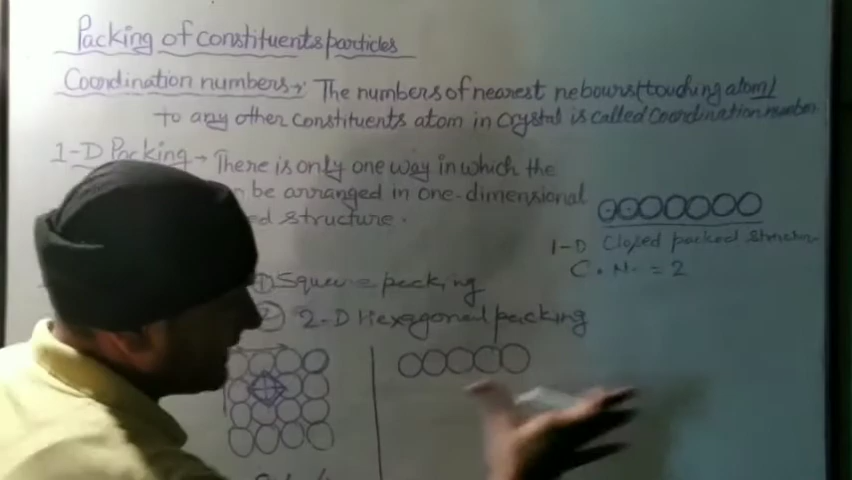 Packing of constituents particles
Coordination numbers → The numbers of nearest nebours (touching atom)
to any other constituents atom in crystal is called Coordination number
1-D Packing → There is only one way in which the
be arranged in one-dimensional
structure.
1-D Closed packed structure
C. N. = 2
① Square packing
② 2-D Hexagonal packing